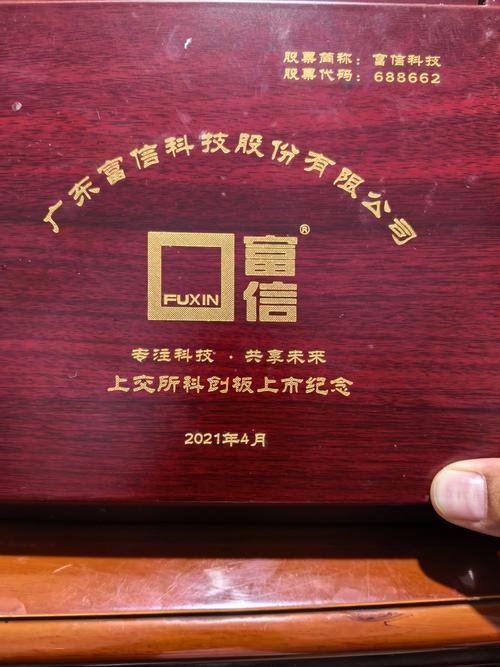 股票简称：富信科技
股票代码：688662
广东富信科技股份有限公司
FUXIN 富信®
专注科技·共享未来
上交所科创板上市纪念
2021年4月